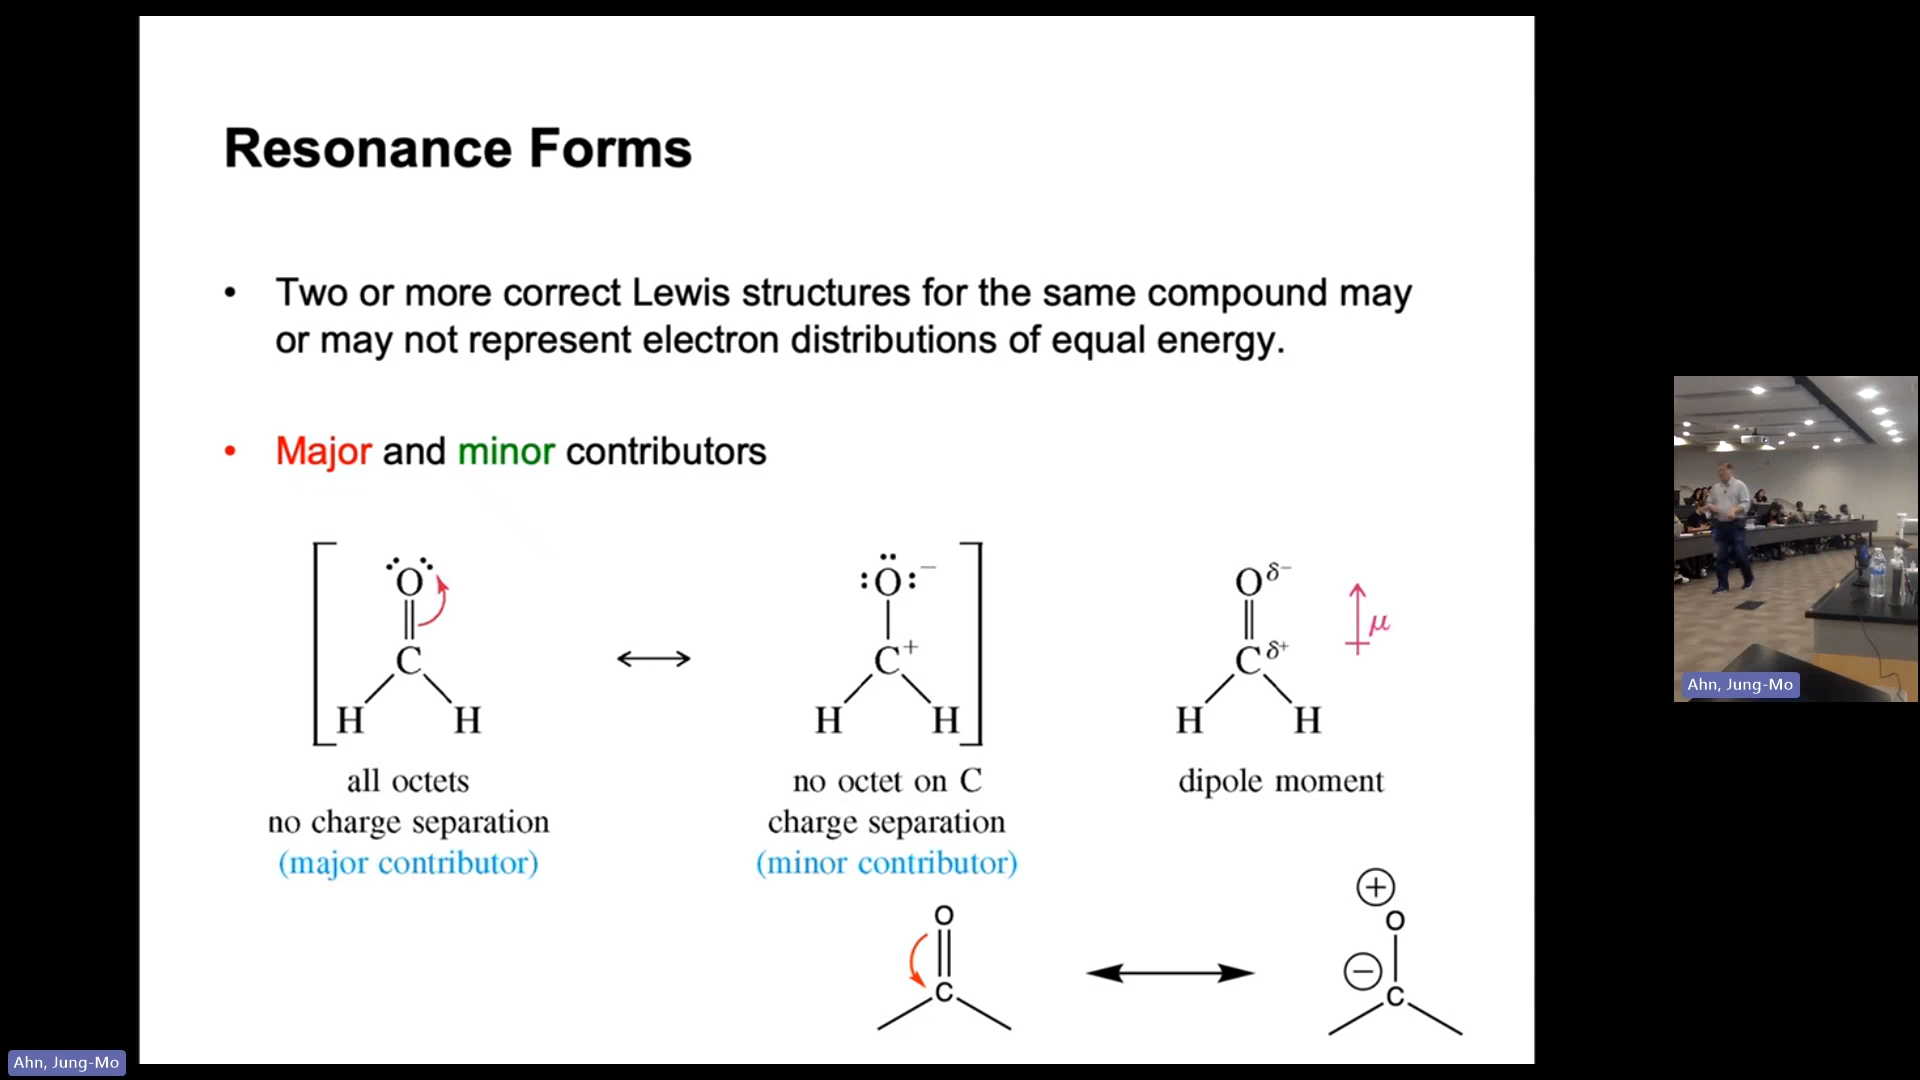 Resonance Forms
• Two or more correct Lewis structures for the same compound may
or may not represent electron distributions of equal energy.
• Major and minor contributors
O
C
H H
all octets
no charge separation
(major contributor)
:Ö:⁻
C⁺
H H
no octet on C
charge separation
(minor contributor)
O δ−
C δ+
H H
μ
dipole moment
O
C
+
O
−
C
Ahn, Jung-Mo
Ahn, Jung-Mo